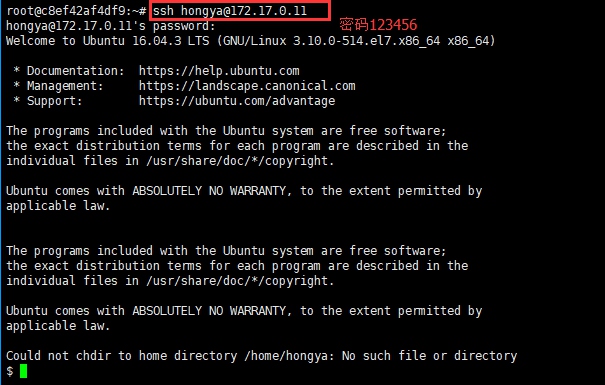 root@c8ef42af4df9:~# ssh hongya@172.17.0.11
hongya@172.17.0.11's password: 密码123456
Welcome to Ubuntu 16.04.3 LTS (GNU/Linux 3.10.0-514.el7.x86_64 x86_64)
* Documentation: https://help.ubuntu.com
* Management: https://landscape.canonical.com
* Support: https://ubuntu.com/advantage
The programs included with the Ubuntu system are free software;
the exact distribution terms for each program are described in the
individual files in /usr/share/doc/*/copyright.
Ubuntu comes with ABSOLUTELY NO WARRANTY, to the extent permitted by
applicable law.
The programs included with the Ubuntu system are free software;
the exact distribution terms for each program are described in the
individual files in /usr/share/doc/*/copyright.
Ubuntu comes with ABSOLUTELY NO WARRANTY, to the extent permitted by
applicable law.
Could not chdir to home directory /home/hongya: No such file or directory
$